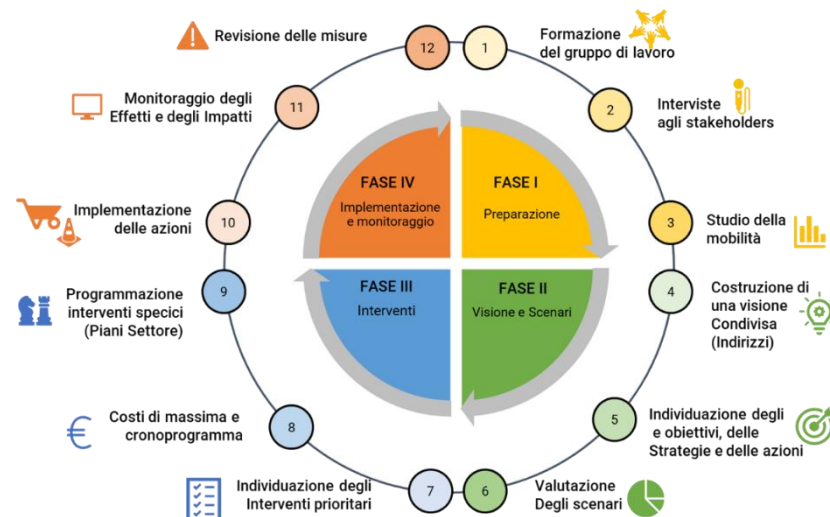 1
Formazione
del gruppo di lavoro
2
Interviste
agli stakeholders
3
Studio della
mobilità
4
Costruzione di
una visione
Condivisa
(Indirizzi)
5
Individuazione degli
e obiettivi, delle
Strategie e delle azioni
6
Valutazione
Degli scenari
7
Individuazione degli
Interventi prioritari
8
Costi di massima e
cronoprogramma
€
9
Programmazione
interventi specici
(Piani Settore)
10
Implementazione
delle azioni
11
Monitoraggio degli
Effetti e degli Impatti
12
Revisione delle misure
FASE I
Preparazione
FASE II
Visione e Scenari
FASE III
Interventi
FASE IV
Implementazione
e monitoraggio